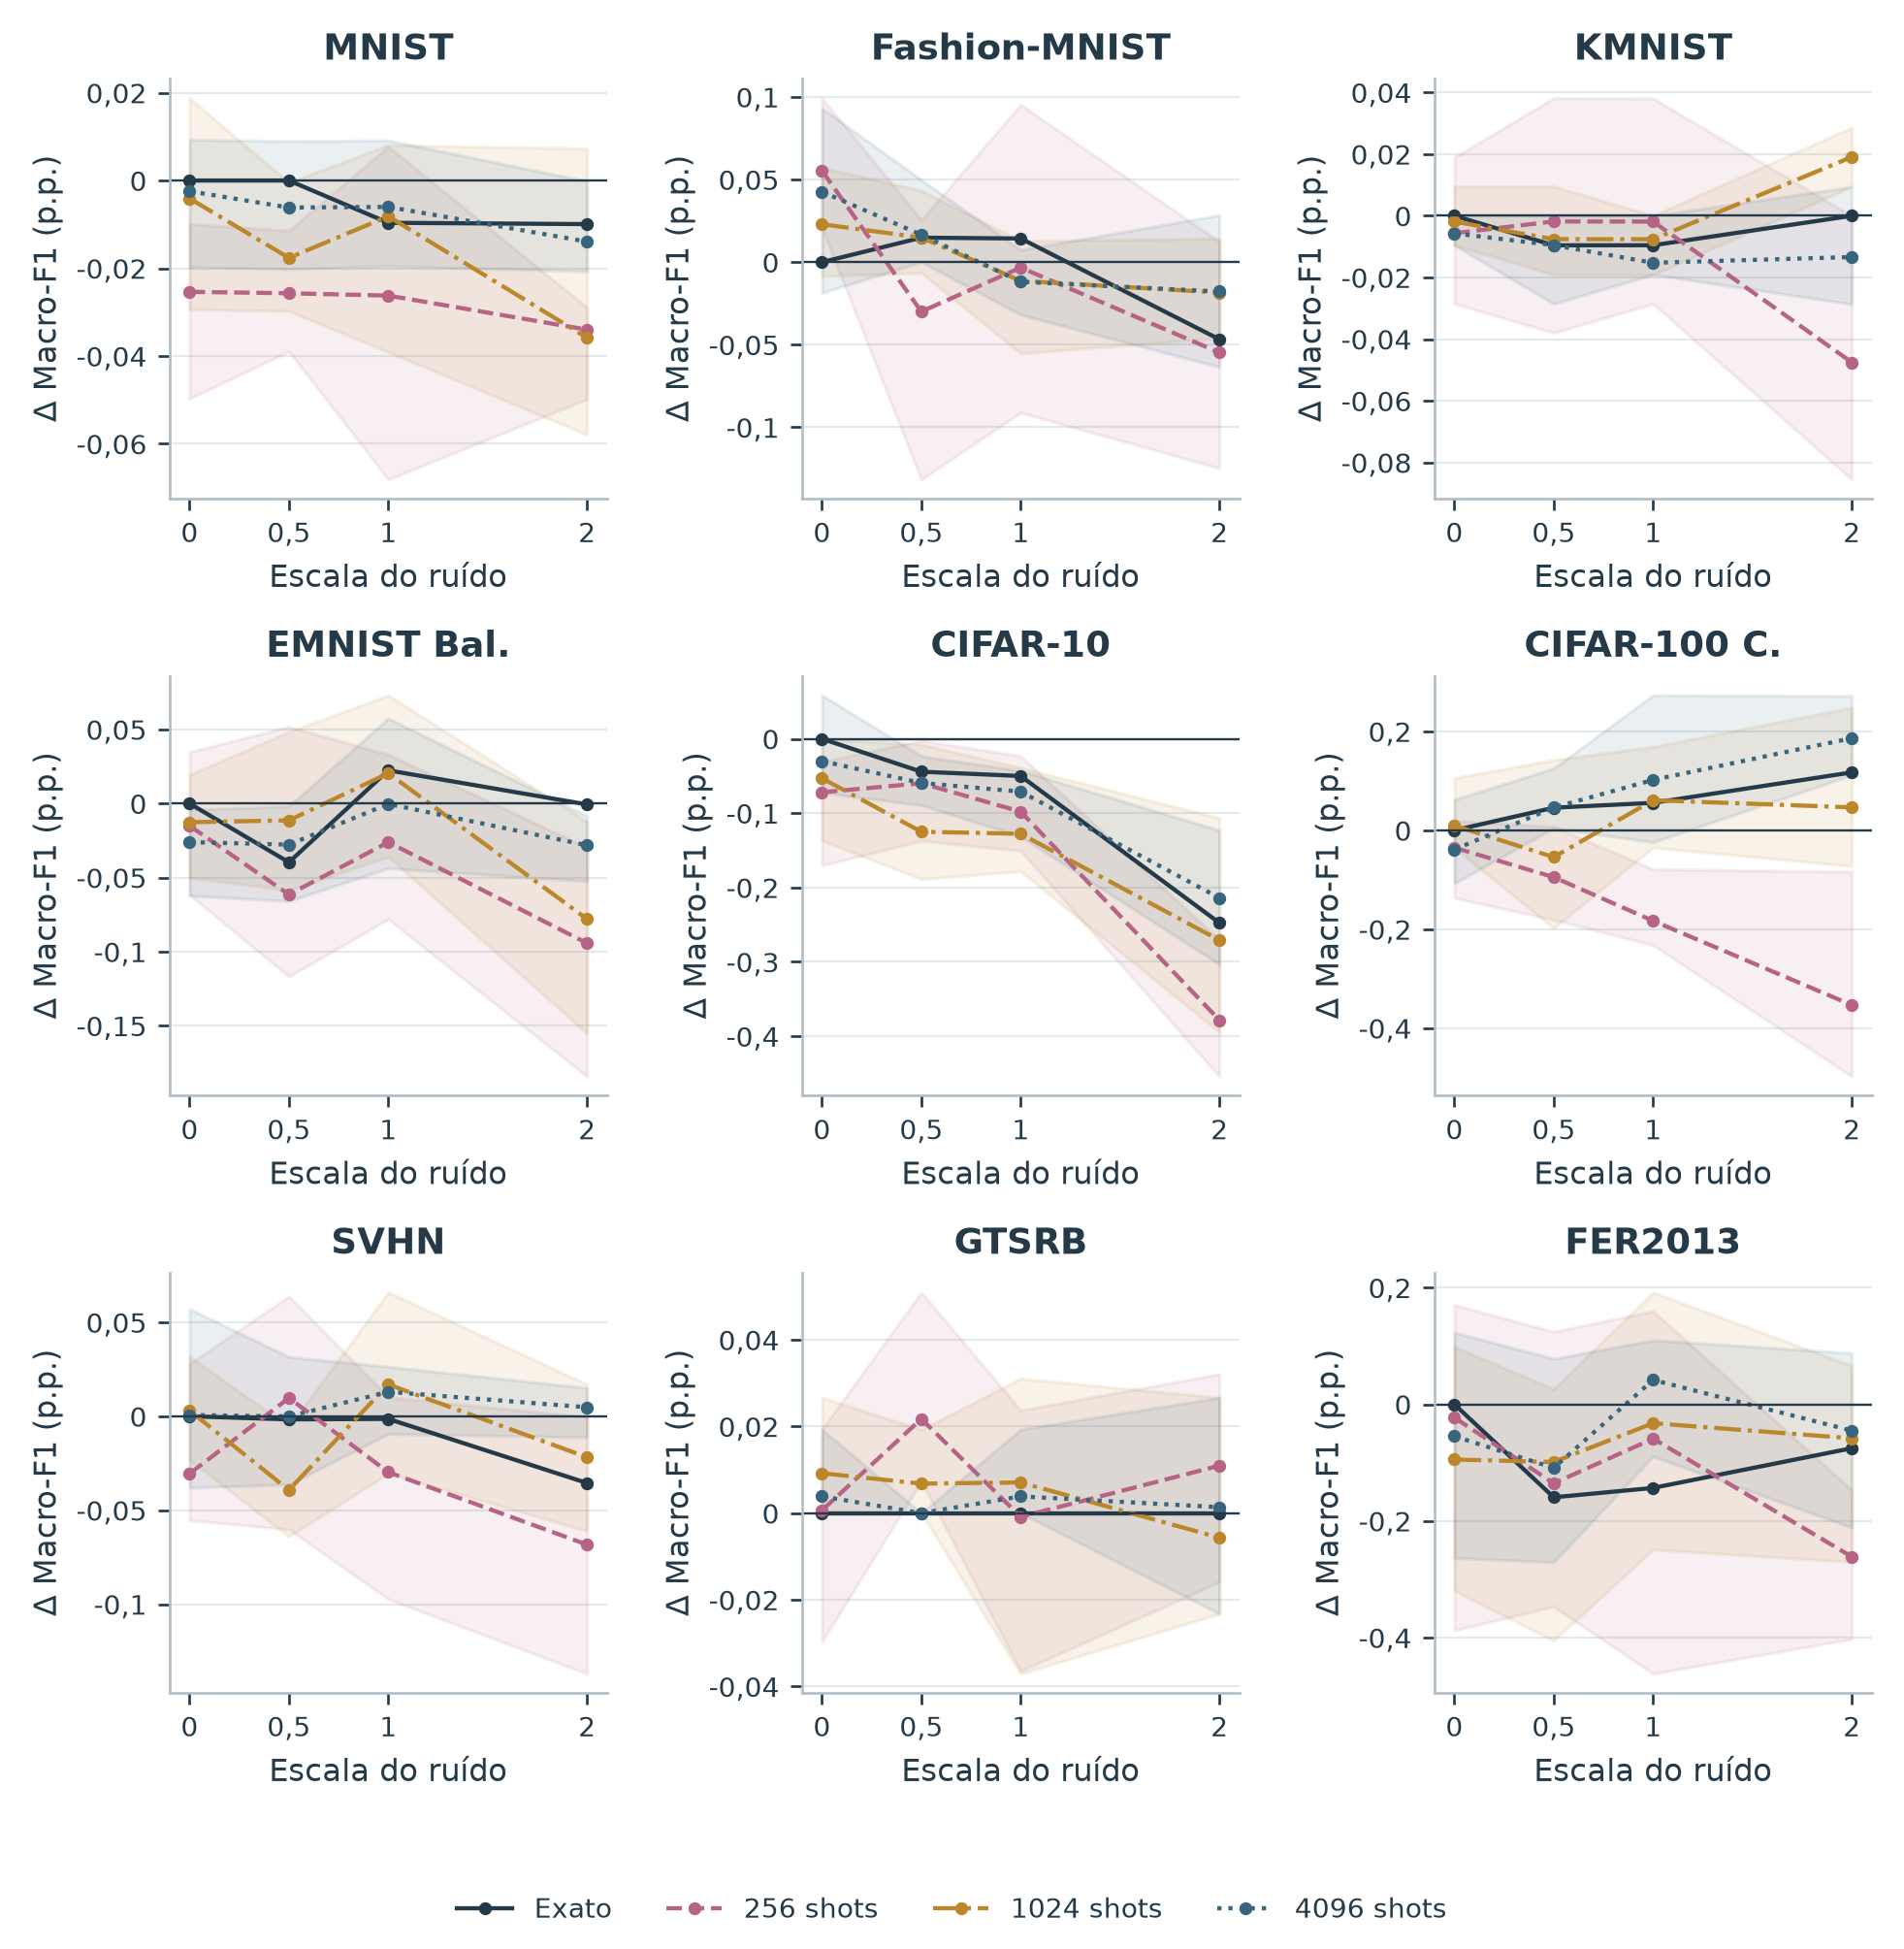 MNIST
Fashion-MNIST
KMNIST
Δ Macro-F1 (p.p.)
0,02
0
-0,02
-0,04
-0,06
0 0,5 1 2
Escala do ruído
Δ Macro-F1 (p.p.)
0,1
0,05
0
-0,05
-0,1
0 0,5 1 2
Escala do ruído
Δ Macro-F1 (p.p.)
0,04
0,02
0
-0,02
-0,04
-0,06
-0,08
0 0,5 1 2
Escala do ruído
EMNIST Bal.
CIFAR-10
CIFAR-100 C.
Δ Macro-F1 (p.p.)
0,05
0
-0,05
-0,1
-0,15
0 0,5 1 2
Escala do ruído
Δ Macro-F1 (p.p.)
0
-0,1
-0,2
-0,3
-0,4
0 0,5 1 2
Escala do ruído
Δ Macro-F1 (p.p.)
0,2
0
-0,2
-0,4
0 0,5 1 2
Escala do ruído
SVHN
GTSRB
FER2013
Δ Macro-F1 (p.p.)
0,05
0
-0,05
-0,1
0 0,5 1 2
Escala do ruído
Δ Macro-F1 (p.p.)
0,04
0,02
0
-0,02
-0,04
0 0,5 1 2
Escala do ruído
Δ Macro-F1 (p.p.)
0,2
0
-0,2
-0,4
0 0,5 1 2
Escala do ruído
Exato 256 shots 1024 shots 4096 shots